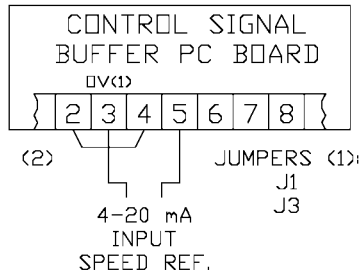 CONTROL SIGNAL
BUFFER PC BOARD
0V(1)
2 3 4 5 6 7 8
(2)
JUMPERS (1):
J1
J3
4-20 mA
INPUT
SPEED REF.